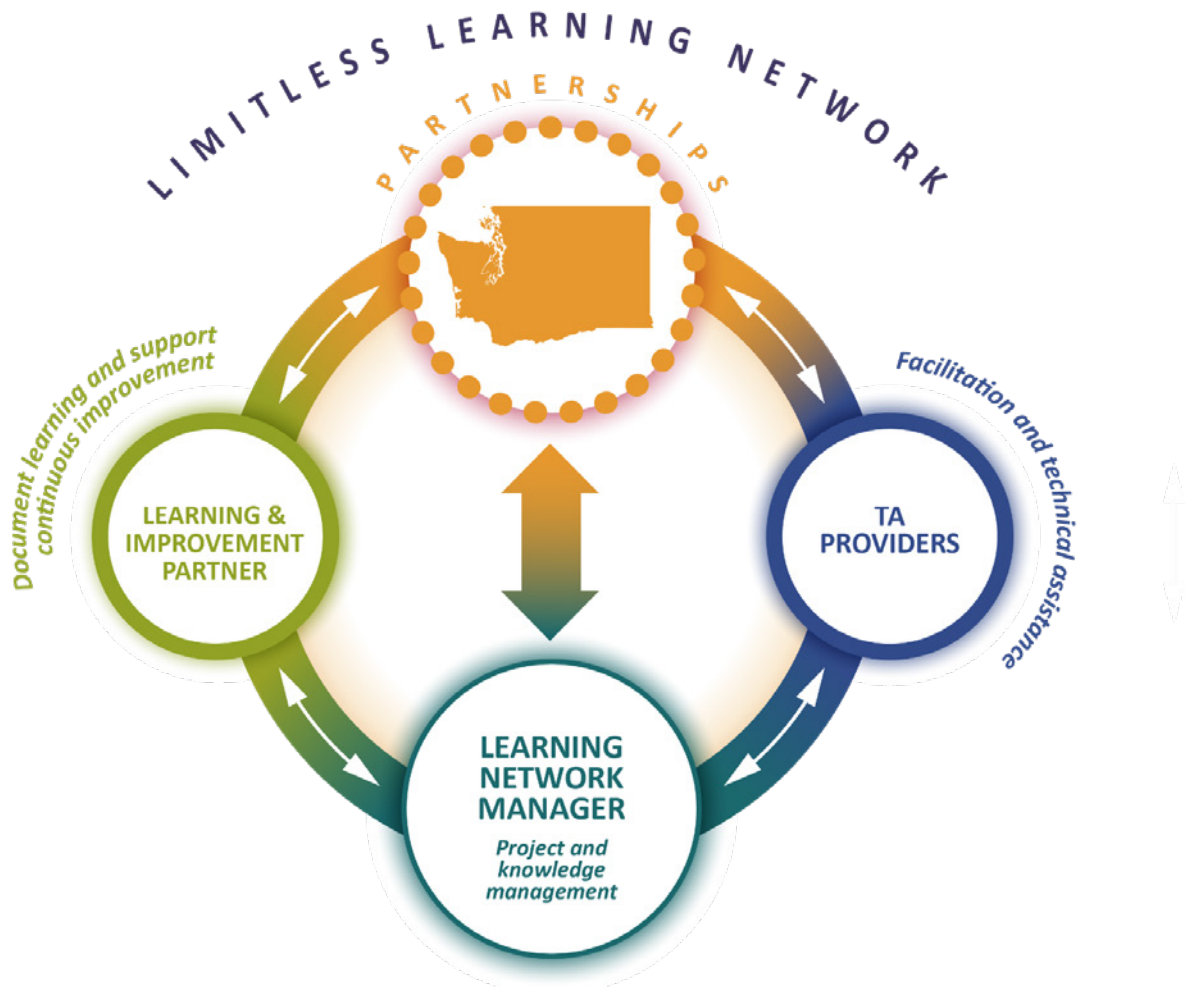 LIMITLESS LEARNING NETWORK
PARTNERSHIPS
Document learning and support
continuous improvement
LEARNING &
IMPROVEMENT
PARTNER
Facilitation and technical assistance
TA
PROVIDERS
LEARNING
NETWORK
MANAGER
Project and
knowledge
management